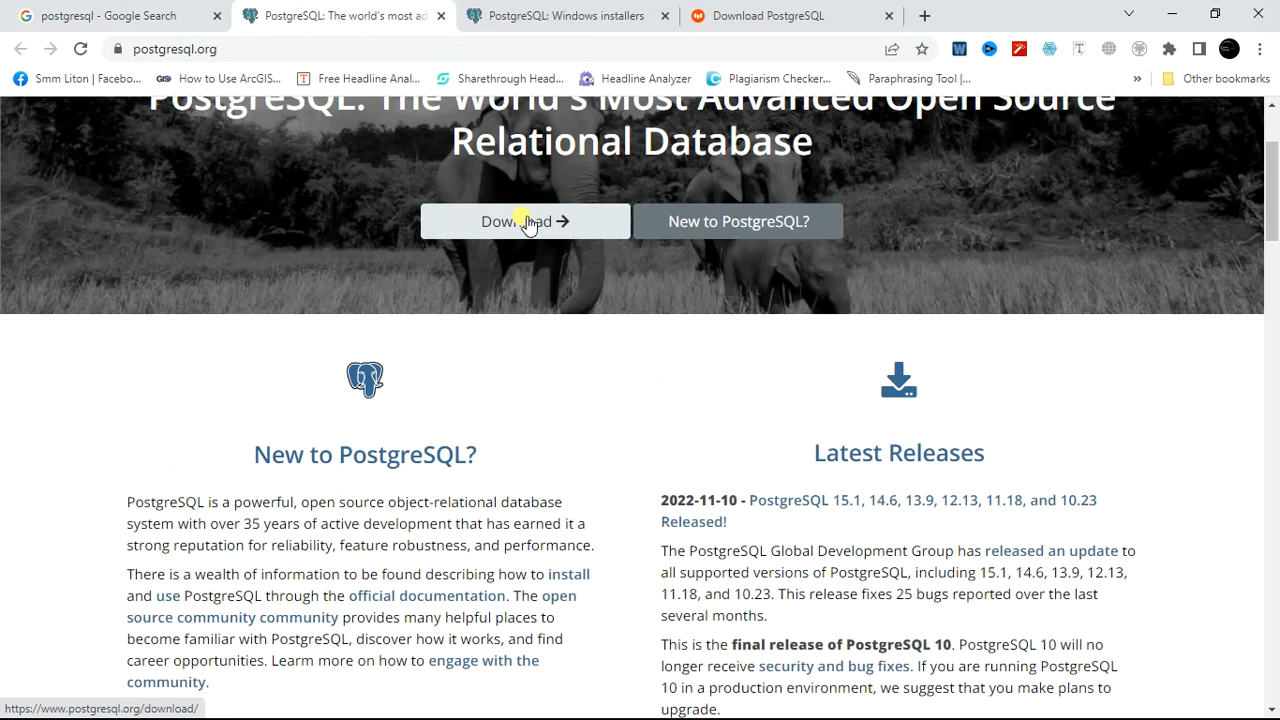 postgresql - Google Search
PostgreSQL: The world's most ad
PostgreSQL: Windows installers
Download PostgreSQL
postgresql.org
Smm Liton | Facebo...
How to Use ArcGIS...
Free Headline Anal...
Sharethrough Head...
Headline Analyzer
Plagiarism Checker...
Paraphrasing Tool |...
Other bookmarks
PostgreSQL: The World's Most Advanced Open Source
Relational Database
Download
New to PostgreSQL?
New to PostgreSQL?
PostgreSQL is a powerful, open source object-relational database
system with over 35 years of active development that has earned it a
strong reputation for reliability, feature robustness, and performance.
There is a wealth of information to be found describing how to install
and use PostgreSQL through the official documentation. The open
source community community provides many helpful places to
become familiar with PostgreSQL, discover how it works, and find
career opportunities. Learm more on how to engage with the
community.
Latest Releases
2022-11-10 - PostgreSQL 15.1, 14.6, 13.9, 12.13, 11.18, and 10.23
Released!
The PostgreSQL Global Development Group has released an update to
all supported versions of PostgreSQL, including 15.1, 14.6, 13.9, 12.13,
11.18, and 10.23. This release fixes 25 bugs reported over the last
several months.
This is the final release of PostgreSQL 10. PostgreSQL 10 will no
longer receive security and bug fixes. If you are running PostgreSQL
10 in a production environment, we suggest that you make plans to
upgrade.
https://www.postgresql.org/download/